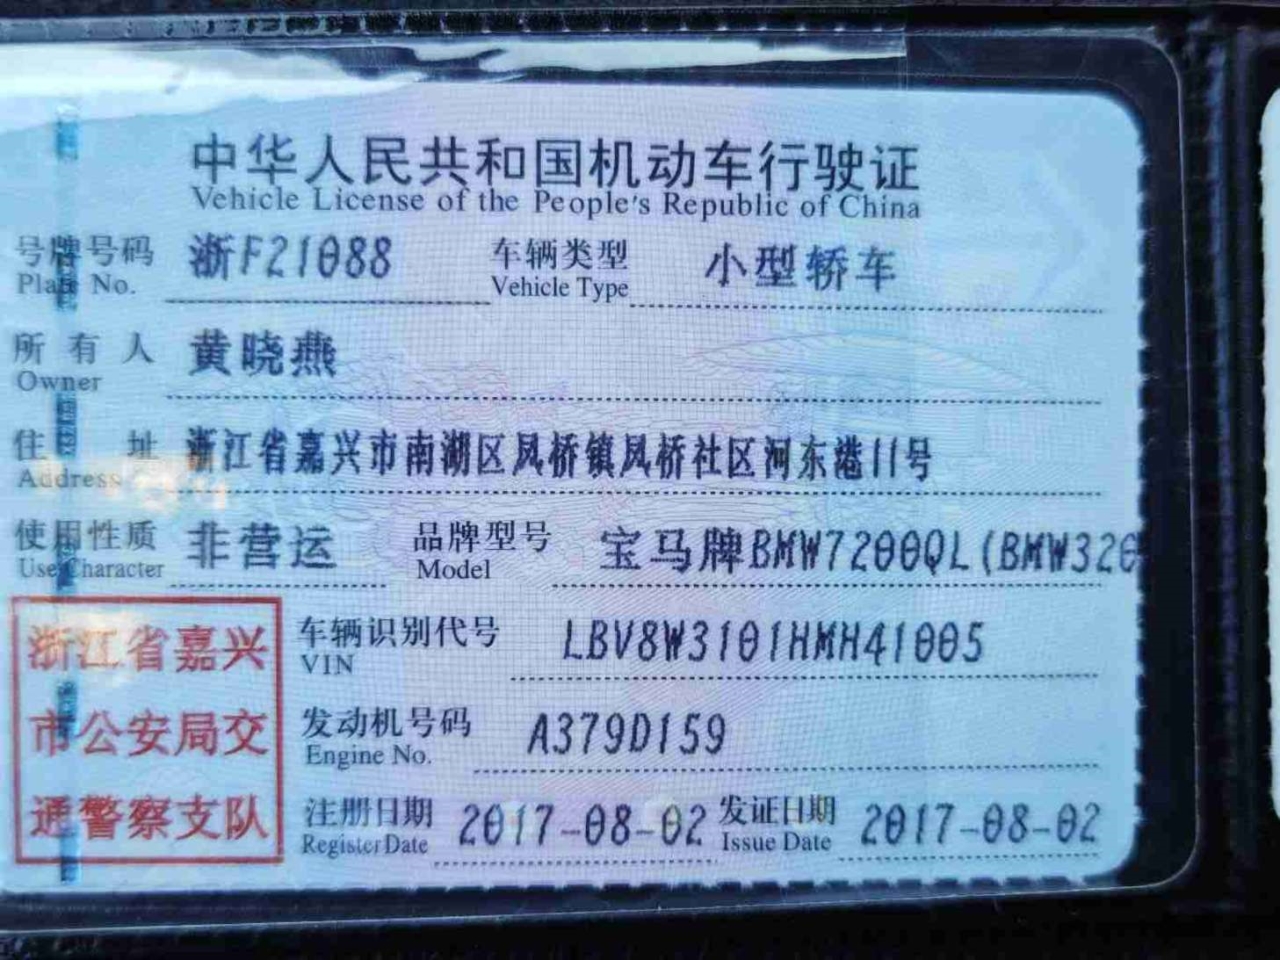 中华人民共和国机动车行驶证
Vehicle License of the People's Republic of China
号牌号码 浙F21088 车辆类型 小型轿车
Plate No. Vehicle Type
所有人 黄晓燕
Owner
住址 浙江省嘉兴市南湖区凤桥镇凤桥社区河东港11号
Address
使用性质 非营运 品牌型号 宝马牌BMW7200QL(BMW320
Use Character Model
浙江省嘉兴 车辆识别代号 LBV8W3101HMH41005
VIN
市公安局交 发动机号码 A379D159
Engine No.
通警察支队 注册日期 2017-08-02 发证日期 2017-08-02
Register Date Issue Date